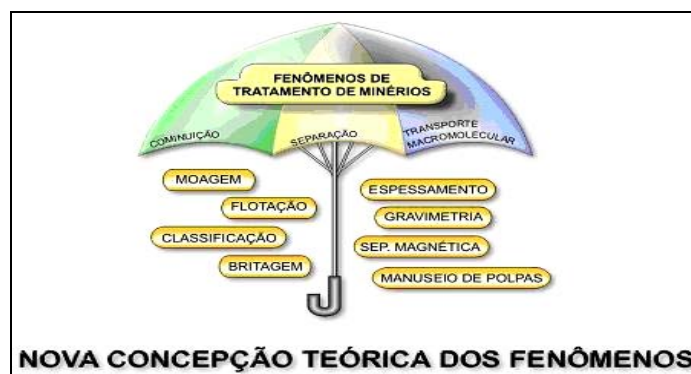 FENÔMENOS DE
TRATAMENTO DE MINÉRIOS
COMINUIÇÃO
SEPARAÇÃO
TRANSPORTE
MACROMOLECULAR
MOAGEM
FLOTAÇÃO
CLASSIFICAÇÃO
BRITAGEM
ESPESSAMENTO
GRAVIMETRIA
SEP. MAGNÉTICA
MANUSEIO DE POLPAS
NOVA CONCEPÇÃO TEÓRICA DOS FENÔMENOS